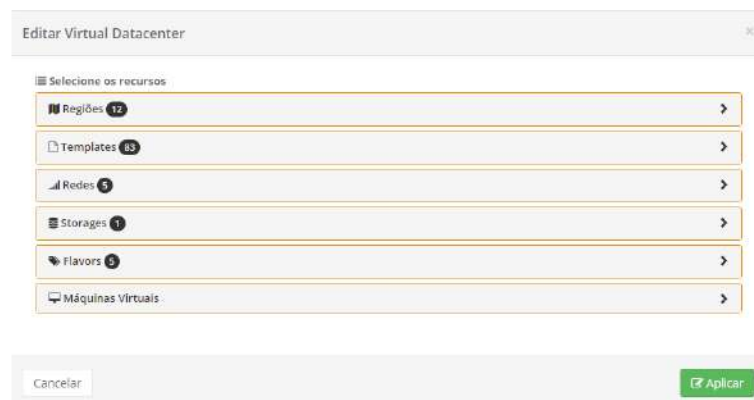 Editar Virtual Datacenter ×
Selecione os recursos
Regiões 12
Templates 83
Redes 5
Storages 1
Flavors 5
Máquinas Virtuais
Cancelar Aplicar